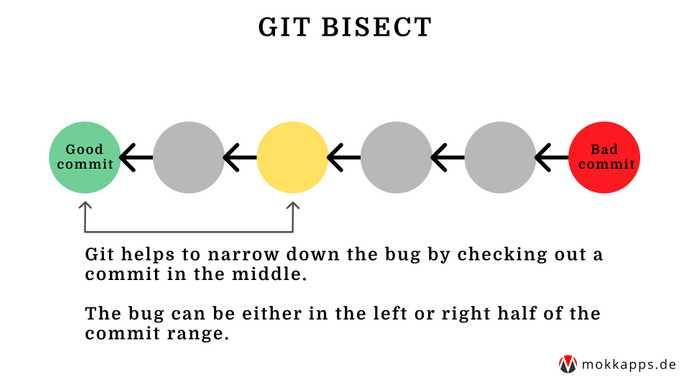 GIT BISECT
Good
commit
Bad
commit
Git helps to narrow down the bug by checking out a
commit in the middle.
The bug can be either in the left or right half of the
commit range.
mokkapps.de